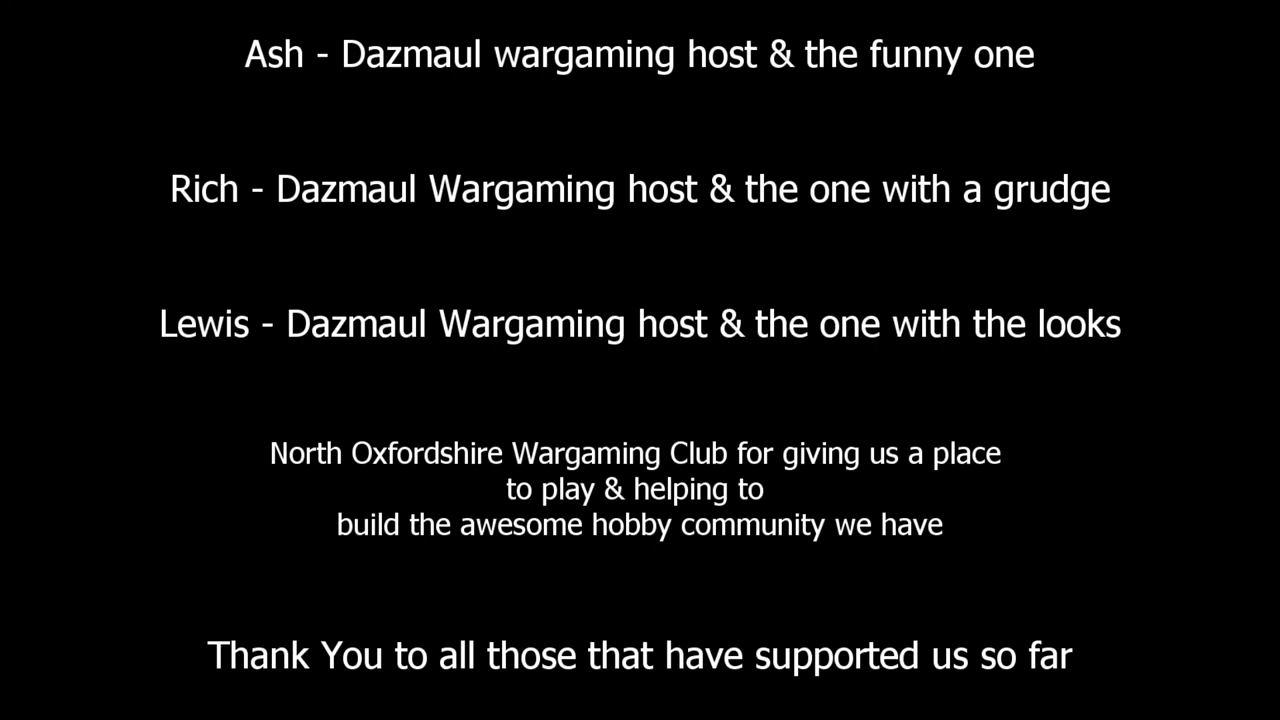 Ash - Dazmaul wargaming host & the funny one
Rich - Dazmaul Wargaming host & the one with a grudge
Lewis - Dazmaul Wargaming host & the one with the looks
North Oxfordshire Wargaming Club for giving us a place
to play & helping to
build the awesome hobby community we have
Thank You to all those that have supported us so far